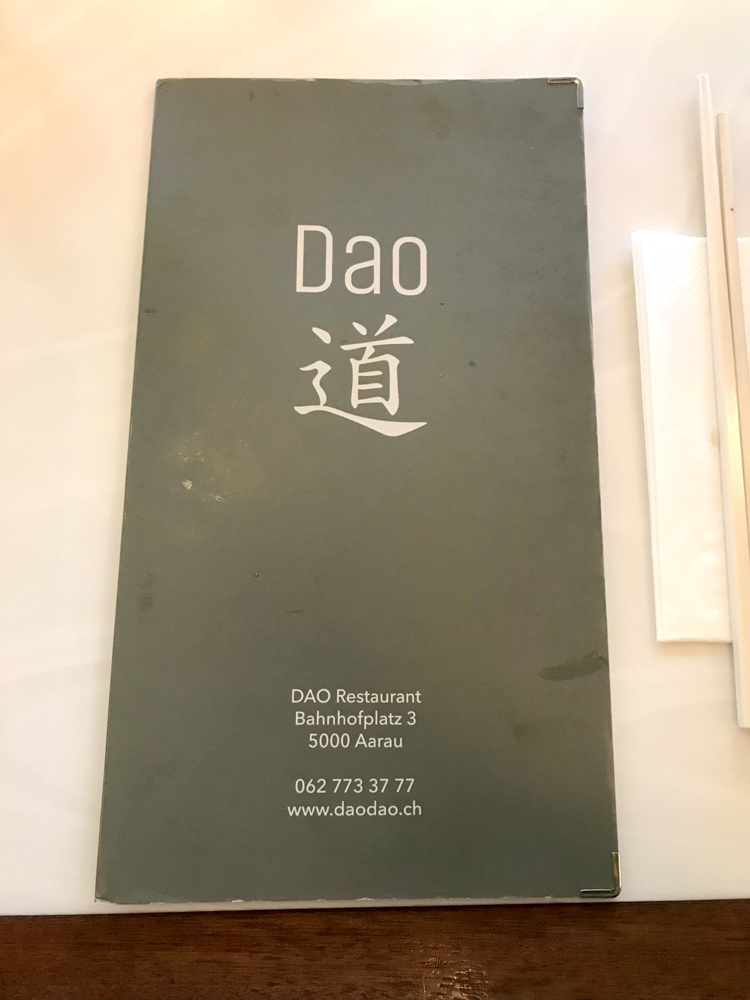 Dao
道
DAO Restaurant
Bahnhofplatz 3
5000 Aarau
062 773 37 77
www.daodao.ch